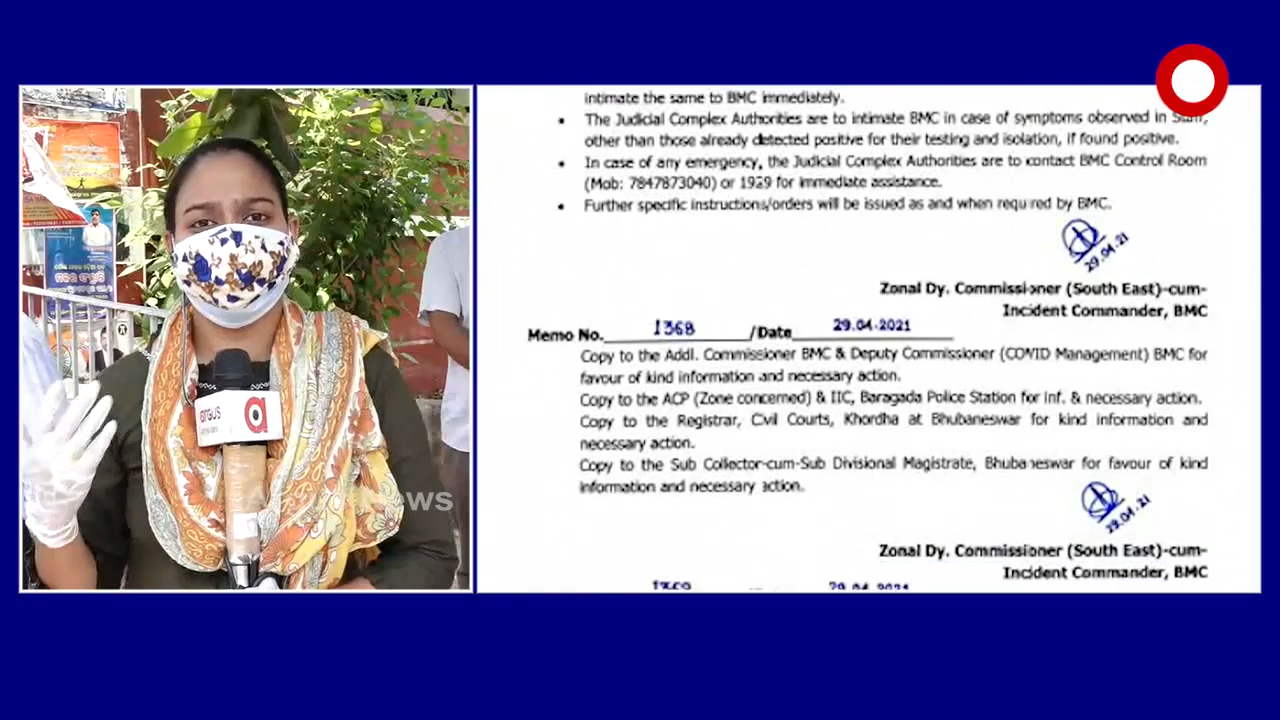 intimate the same to BMC immediately.
• The Judicial Complex Authorities are to intimate BMC in case of symptoms observed in Staff,
other than those already detected positive for their testing and isolation, if found positive.
• In case of any emergency, the Judicial Complex Authorities are to contact BMC Control Room
(Mob: 7847873040) or 1929 for immediate assistance.
• Further specific instructions/orders will be issued as and when required by BMC.
29.04.21
Zonal Dy. Commissioner (South East)-cum-
Incident Commander, BMC
Memo No. 1368 /Date 29.04.2021
Copy to the Addl. Commissioner BMC & Deputy Commissioner (COVID Management) BMC for
favour of kind information and necessary action.
Copy to the ACP (Zone concerned) & IIC, Baragada Police Station for inf. & necessary action.
Copy to the Registrar, Civil Courts, Khordha at Bhubaneswar for kind information and
necessary action.
Copy to the Sub Collector-cum-Sub Divisional Magistrate, Bhubaneswar for favour of kind
information and necessary action.
29.04.21
Zonal Dy. Commissioner (South East)-cum-
Incident Commander, BMC
1369 29.04.2021
argus
a
Argus News